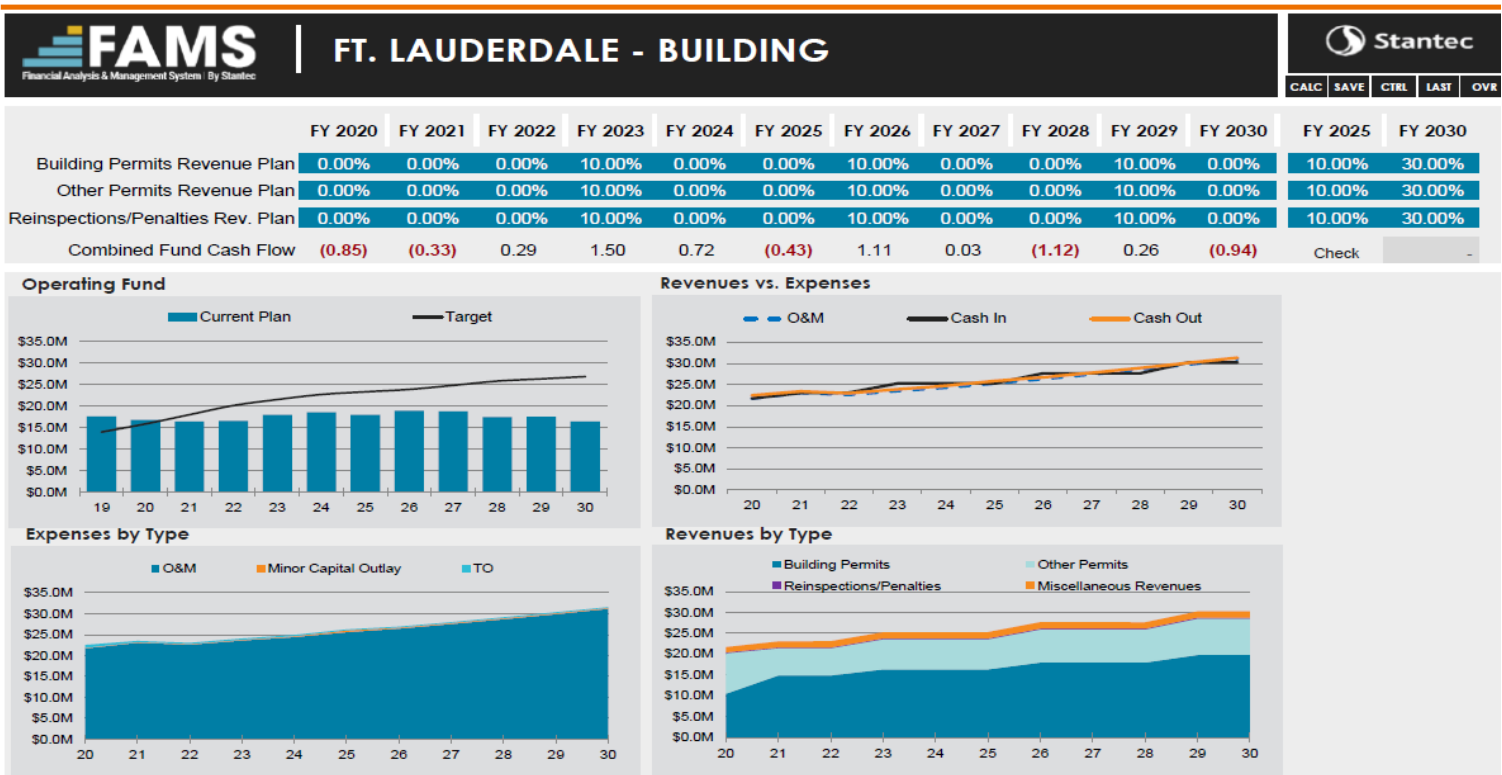 FAMS
Financial Analysis & Management System | By Stantec
FT. LAUDERDALE - BUILDING
Stantec
CALC SAVE CTRL LAST OVR
FY 2020 FY 2021 FY 2022 FY 2023 FY 2024 FY 2025 FY 2026 FY 2027 FY 2028 FY 2029 FY 2030 FY 2025 FY 2030
Building Permits Revenue Plan 0.00% 0.00% 0.00% 10.00% 0.00% 0.00% 10.00% 0.00% 0.00% 10.00% 0.00% 10.00% 30.00%
Other Permits Revenue Plan 0.00% 0.00% 0.00% 10.00% 0.00% 0.00% 10.00% 0.00% 0.00% 10.00% 0.00% 10.00% 30.00%
Reinspections/Penalties Rev. Plan 0.00% 0.00% 0.00% 10.00% 0.00% 0.00% 10.00% 0.00% 0.00% 10.00% 0.00% 10.00% 30.00%
Combined Fund Cash Flow (0.85) (0.33) 0.29 1.50 0.72 (0.43) 1.11 0.03 (1.12) 0.26 (0.94) Check -
Operating Fund
Current Plan Target
$35.0M
$30.0M
$25.0M
$20.0M
$15.0M
$10.0M
$5.0M
$0.0M
19 20 21 22 23 24 25 26 27 28 29 30
Revenues vs. Expenses
O&M Cash In Cash Out
$35.0M
$30.0M
$25.0M
$20.0M
$15.0M
$10.0M
$5.0M
$0.0M
20 21 22 23 24 25 26 27 28 29 30
Expenses by Type
O&M Minor Capital Outlay TO
$35.0M
$30.0M
$25.0M
$20.0M
$15.0M
$10.0M
$5.0M
$0.0M
20 21 22 23 24 25 26 27 28 29 30
Revenues by Type
Building Permits Other Permits
Reinspections/Penalties Miscellaneous Revenues
$35.0M
$30.0M
$25.0M
$20.0M
$15.0M
$10.0M
$5.0M
$0.0M
20 21 22 23 24 25 26 27 28 29 30